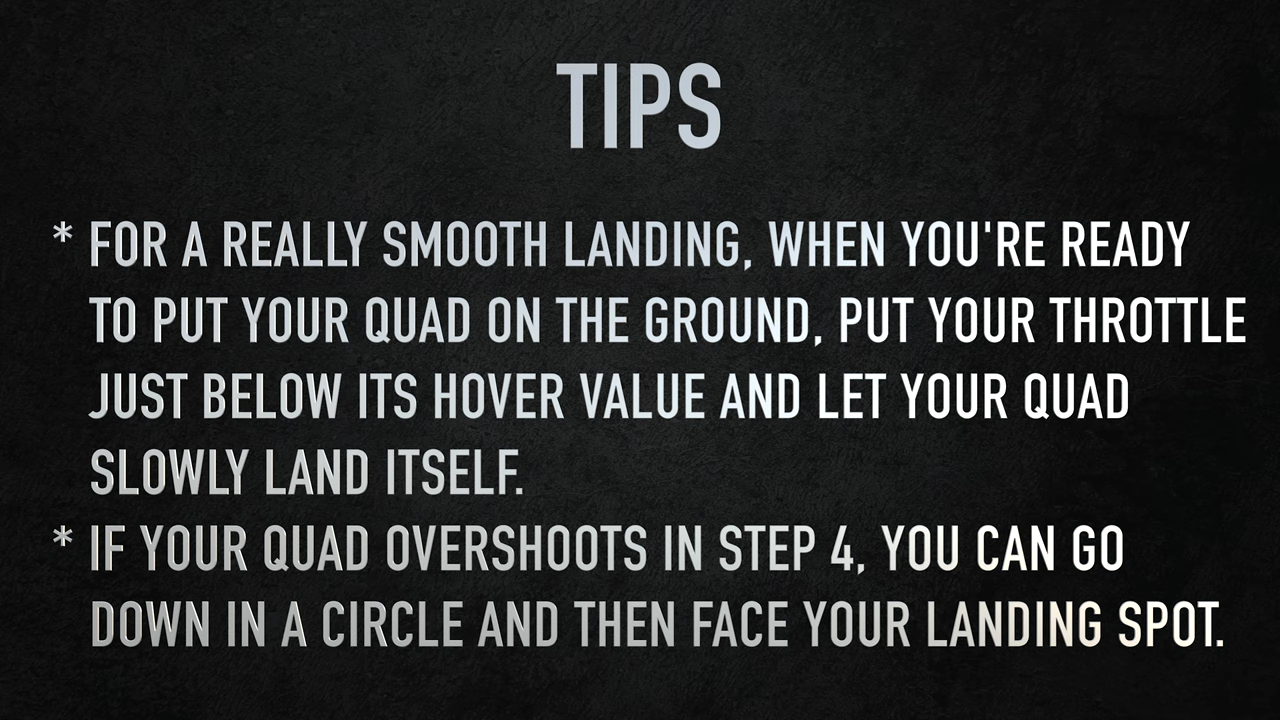 TIPS
* FOR A REALLY SMOOTH LANDING, WHEN YOU'RE READY
TO PUT YOUR QUAD ON THE GROUND, PUT YOUR THROTTLE
JUST BELOW ITS HOVER VALUE AND LET YOUR QUAD
SLOWLY LAND ITSELF.
* IF YOUR QUAD OVERSHOOTS IN STEP 4, YOU CAN GO
DOWN IN A CIRCLE AND THEN FACE YOUR LANDING SPOT.